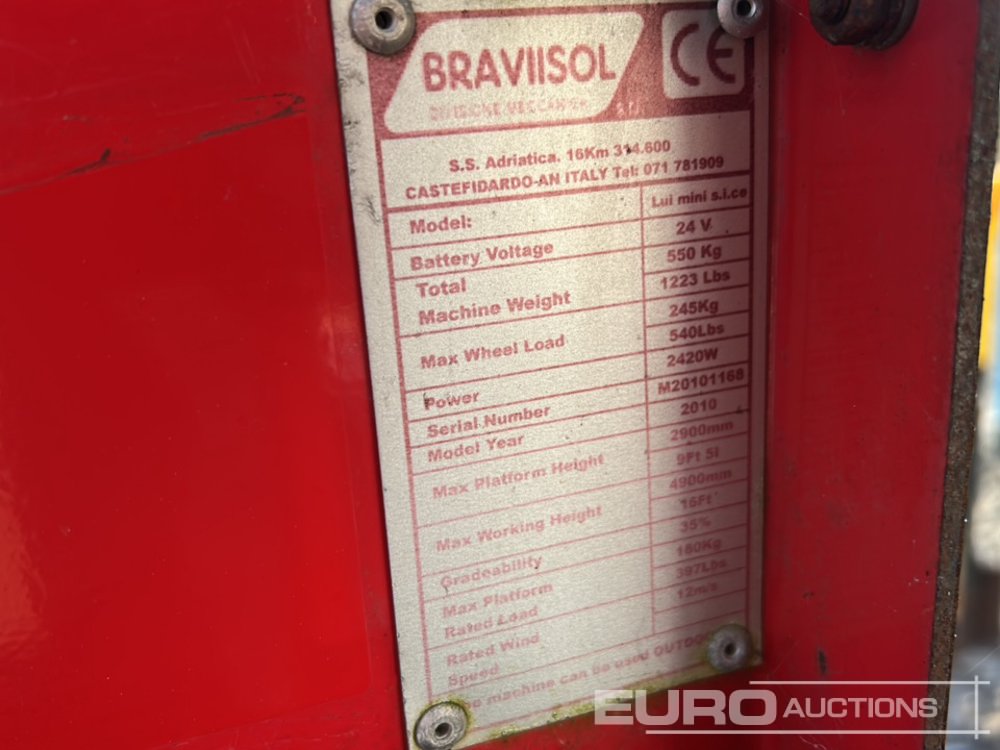 BRAVIISOL
CE
DIVISIONE MECCANICA S.r.l.
S.S. Adriatica, 16Km 314.600
CASTEFIDARDO-AN ITALY Tel: 071 781909
Model: Lui mini s.i.ce
Battery Voltage 24 V
Total Machine Weight 550 Kg
1223 Lbs
Max Wheel Load 245Kg
540Lbs
Power 2420W
Serial Number M20101168
Model Year 2010
Max Platform Height 2900mm
9Ft 5I
Max Working Height 4900mm
16Ft
Gradeability 35%
Max Platform Rated Load 180Kg
397Lbs
Rated Wind Speed 12m/s
machine can be used
EURO AUCTIONS